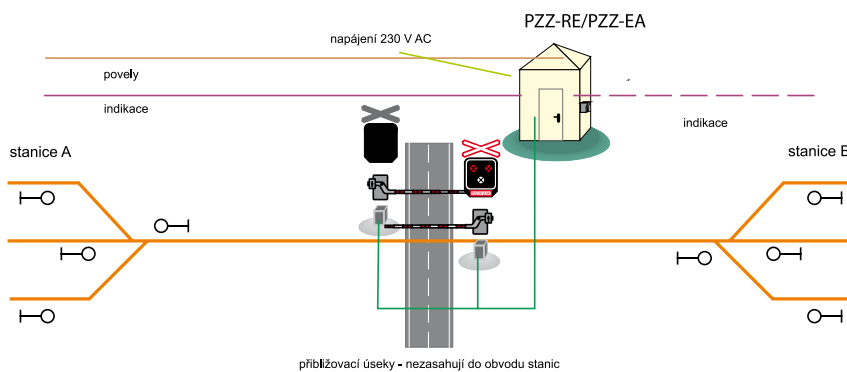 PZZ-RE/PZZ-EA
napájení 230 V AC
povely
indikace
indikace
stanice A
stanice B
přibližovací úseky - nezasahují do obvodu stanic